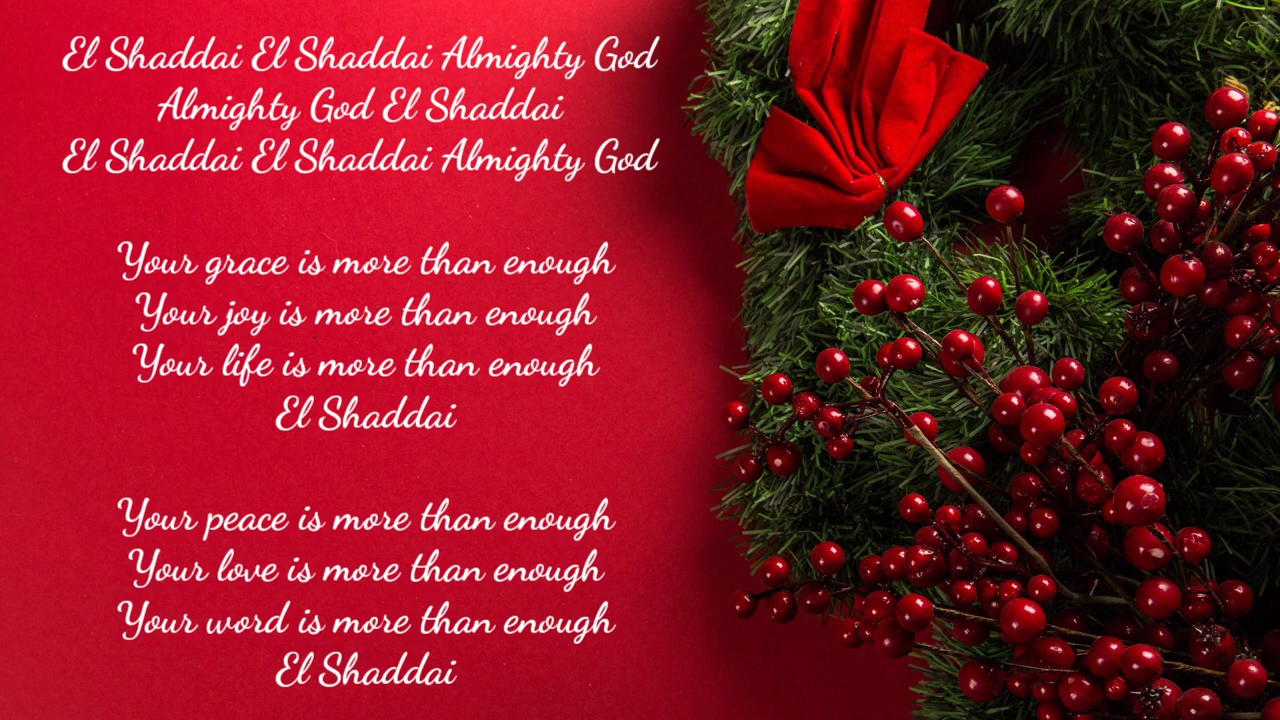 El Shaddai El Shaddai Almighty God
Almighty God El Shaddai
El Shaddai El Shaddai Almighty God
Your grace is more than enough
Your joy is more than enough
Your life is more than enough
El Shaddai
Your peace is more than enough
Your love is more than enough
Your word is more than enough
El Shaddai